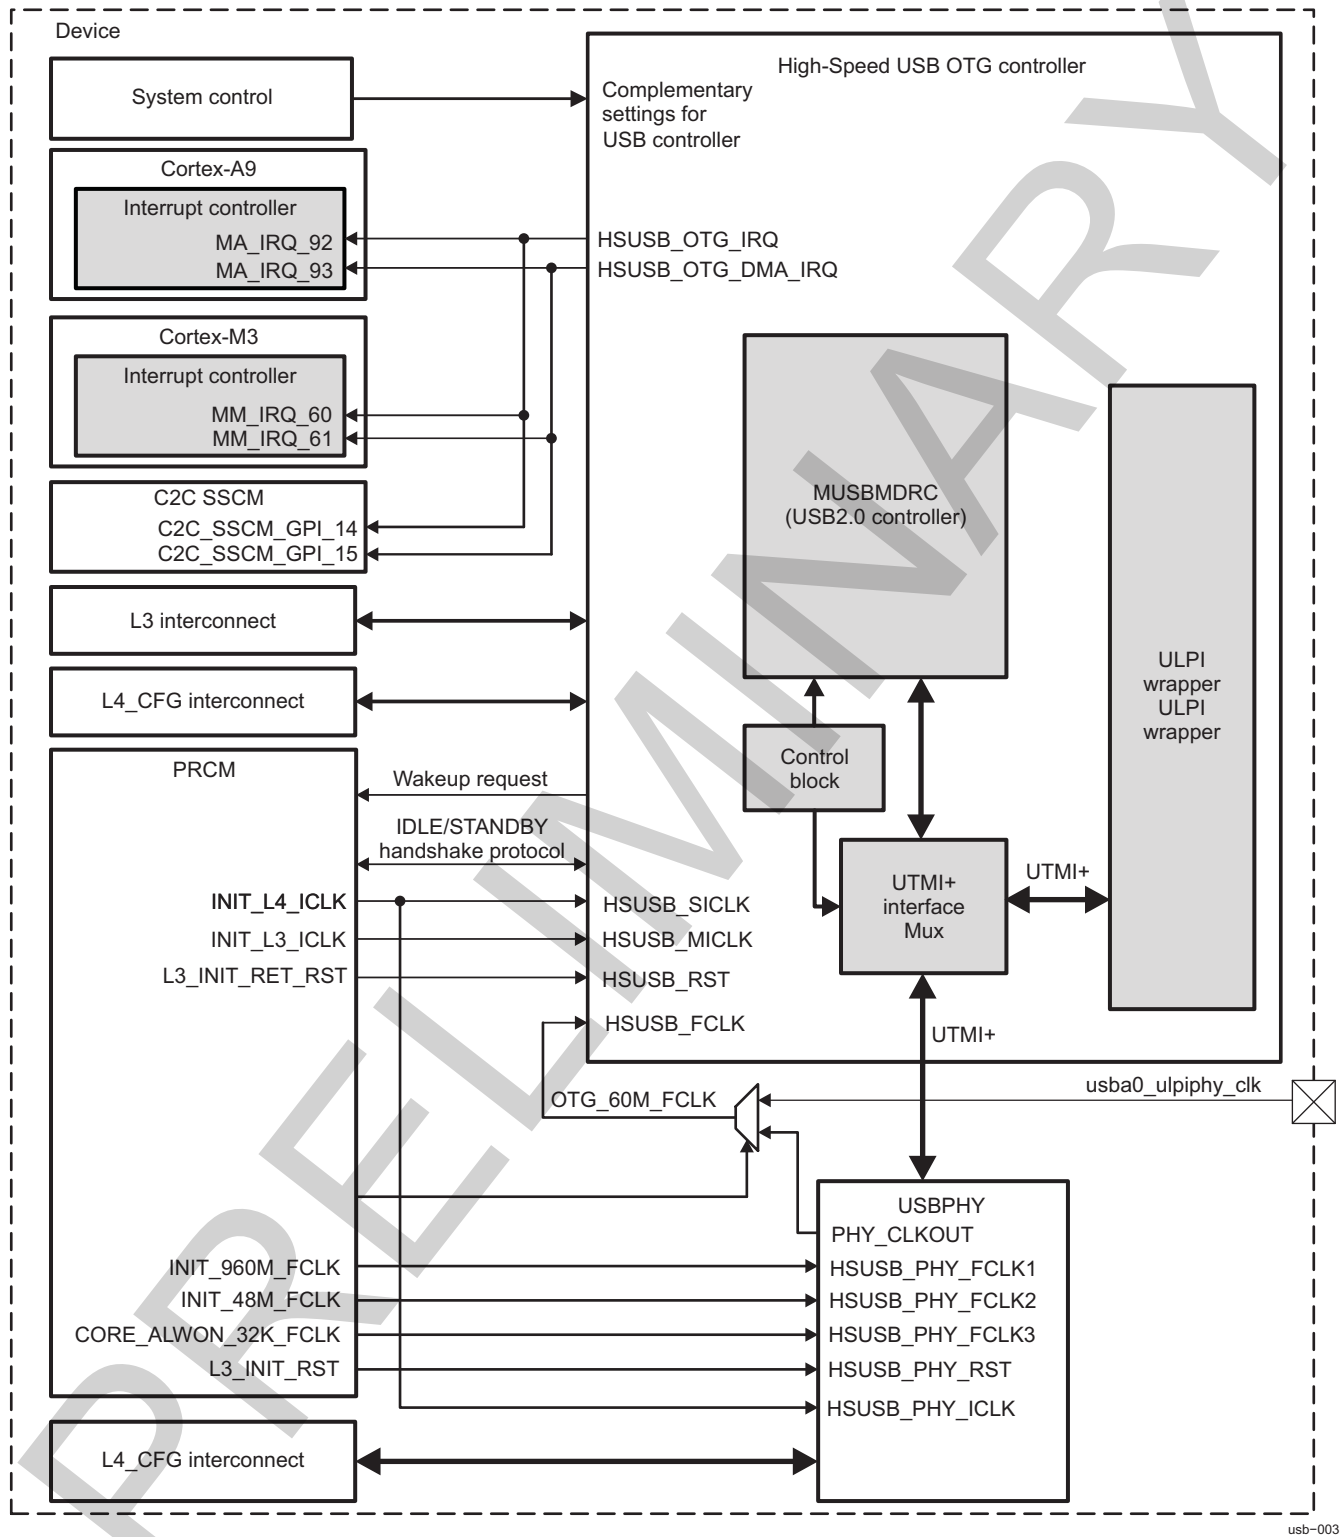 Device
System control
Cortex-A9
Interrupt controller
MA_IRQ_92
MA_IRQ_93
Cortex-M3
Interrupt controller
MM_IRQ_60
MM_IRQ_61
C2C SSCM
C2C_SSCM_GPI_14
C2C_SSCM_GPI_15
L3 interconnect
L4_CFG interconnect
PRCM
Wakeup request
IDLE/STANDBY
handshake protocol
INIT_L4_ICLK
INIT_L3_ICLK
L3_INIT_RET_RST
INIT_960M_FCLK
INIT_48M_FCLK
CORE_ALWON_32K_FCLK
L3_INIT_RST
L4_CFG interconnect
High-Speed USB OTG controller
Complementary
settings for
USB controller
HSUSB_OTG_IRQ
HSUSB_OTG_DMA_IRQ
MUSBMDRC
(USB2.0 controller)
Control
block
UTMI+
interface
Mux
UTMI+
ULPI
wrapper
ULPI
wrapper
HSUSB_SICLK
HSUSB_MICLK
HSUSB_RST
HSUSB_FCLK
UTMI+
OTG_60M_FCLK
usba0_ulpiphy_clk
USBPHY
PHY_CLKOUT
HSUSB_PHY_FCLK1
HSUSB_PHY_FCLK2
HSUSB_PHY_FCLK3
HSUSB_PHY_RST
HSUSB_PHY_ICLK
PRELIMINARY
usb-003